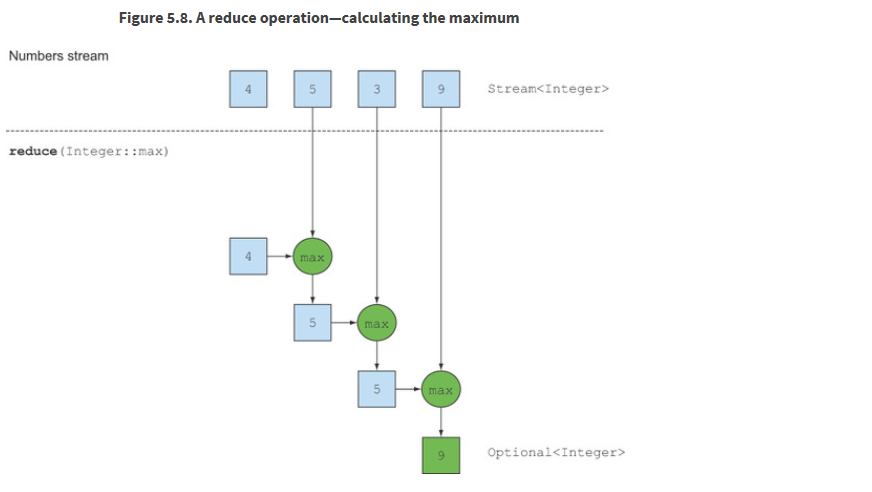 Figure 5.8. A reduce operation—calculating the maximum
Numbers stream
4 5 3 9 Stream<Integer>
reduce(Integer::max)
4 max
5 max
5 max
9 Optional<Integer>